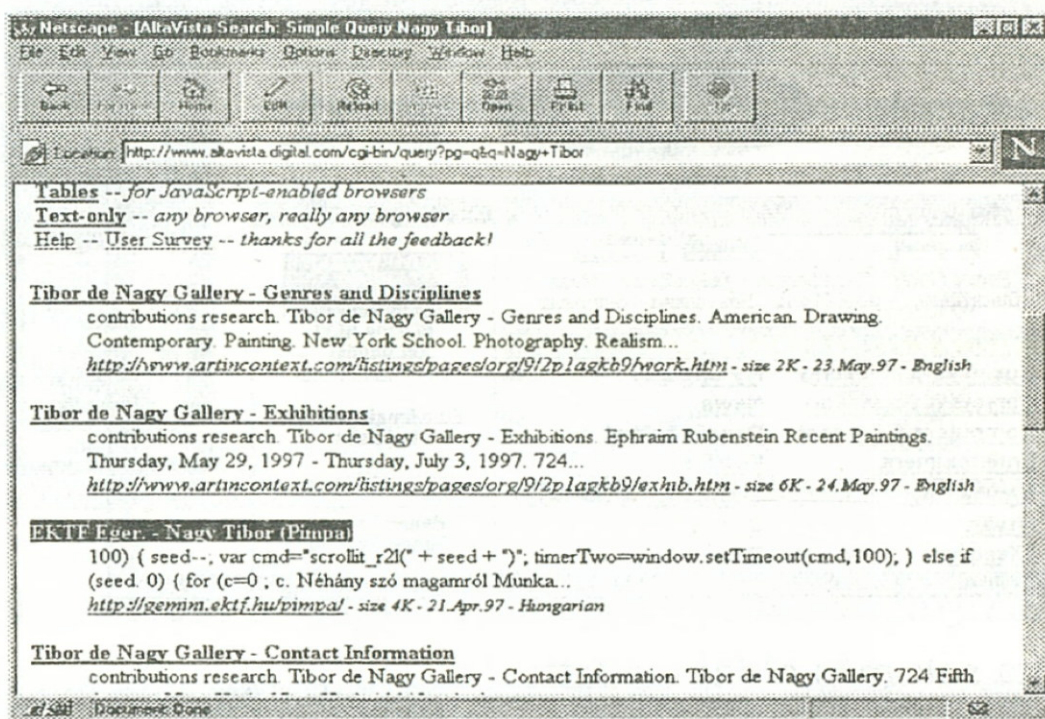 Netscape - [AltaVista Search: Simple Query Nagy Tibor]
File Edit View Go Bookmarks Options Directory Window Help
Back Home Edit Reload Open Print Find
Location: http://www.altavista.digital.com/cgi-bin/query?pg=q&q=Nagy+Tibor
N
Tables -- for JavaScript-enabled browsers
Text-only -- any browser, really any browser
Help -- User Survey -- thanks for all the feedback!
Tibor de Nagy Gallery - Genres and Disciplines
contributions research. Tibor de Nagy Gallery - Genres and Disciplines. American. Drawing.
Contemporary. Painting. New York School. Photography. Realism...
http://www.artincontext.com/listings/pages/org/9/2p1agkb9/work.htm - size 2K - 23.May.97 - English
Tibor de Nagy Gallery - Exhibitions
contributions research. Tibor de Nagy Gallery - Exhibitions. Ephraim Rubenstein Recent Paintings.
Thursday, May 29, 1997 - Thursday, July 3, 1997. 724...
http://www.artincontext.com/listings/pages/org/9/2p1agkb9/exhib.htm - size 6K - 24.May.97 - English
EKTF Eger. - Nagy Tibor (Pimpa)
100) { seed--; var cmd="scrollit_r2l(" + seed + ")"; timerTwo=window.setTimeout(cmd,100); } else if
(seed. 0) { for (c=0 ; c. Néhány szó magamról Munka...
http://gemini.ektf.hu/pimpa/ - size 4K - 21.Apr.97 - Hungarian
Tibor de Nagy Gallery - Contact Information
contributions research. Tibor de Nagy Gallery - Contact Information. Tibor de Nagy Gallery, 724 Fifth
Document: Done